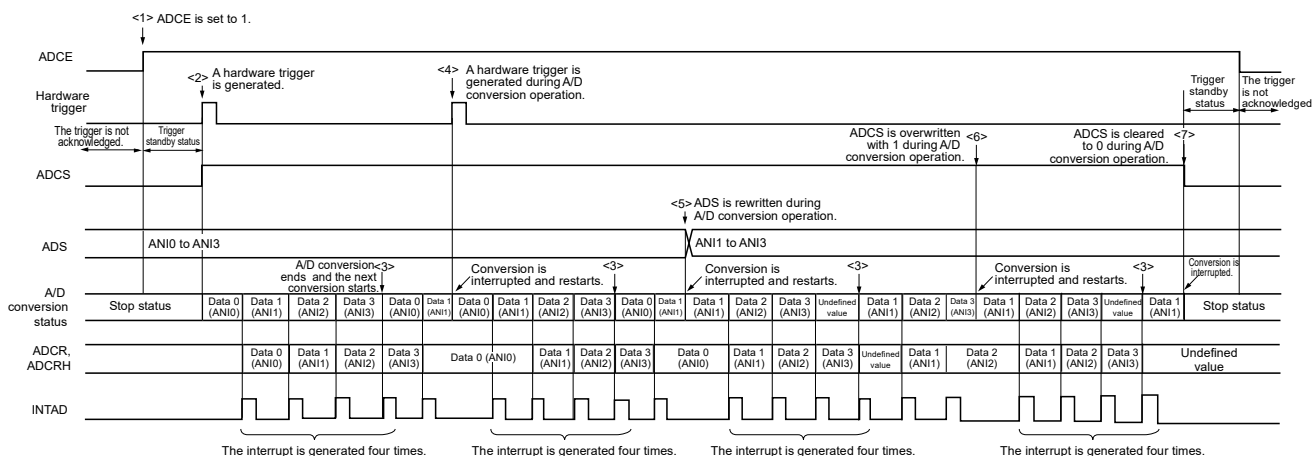 <1> ADCE is set to 1.
ADCE
<2> A hardware trigger
is generated.
<4> A hardware trigger is
generated during A/D
conversion operation.
Trigger
standby
status
The trigger
is not
acknowledged
Hardware
trigger
The trigger is not
acknowledged.
Trigger
standby status
ADCS is overwritten <6>
with 1 during A/D
conversion operation.
ADCS is cleared <7>
to 0 during A/D
conversion operation.
ADCS
<5> ADS is rewritten during
A/D conversion operation.
ADS
ANI0 to ANI3
ANI1 to ANI3
A/D conversion <3>
ends and the next
conversion starts.
Conversion is
interrupted and restarts.
<3>
Conversion is
interrupted and restarts.
<3>
Conversion is
interrupted and restarts.
<3>
Conversion is
interrupted.
A/D
conversion
status
Stop status
Data 0 Data 1 Data 2 Data 3 Data 0 Data 1 Data 0 Data 1 Data 2 Data 3 Data 0 Data 1 Data 1 Data 2 Data 3 Undefined Data 1 Data 2 Data 3 Data 1 Data 2 Data 3 Undefined Data 1
(ANI0) (ANI1) (ANI2) (ANI3) (ANI0) (ANI1) (ANI0) (ANI1) (ANI2) (ANI3) (ANI0) (ANI1) (ANI1) (ANI2) (ANI3) value (ANI1) (ANI2) (ANI3) (ANI1) (ANI2) (ANI3) value (ANI1)
Stop status
ADCR,
ADCRH
Data 0 Data 1 Data 2 Data 3 Data 0 (ANI0) Data 1 Data 2 Data 3 Data 0 Data 1 Data 2 Data 3 Undefined Data 1 Data 2 Data 1 Data 2 Data 3 Undefined
(ANI0) (ANI1) (ANI2) (ANI3) (ANI1) (ANI2) (ANI3) (ANI0) (ANI1) (ANI2) (ANI3) value (ANI1) (ANI2) (ANI1) (ANI2) (ANI3) value
INTAD
The interrupt is generated four times.
The interrupt is generated four times.
The interrupt is generated four times.
The interrupt is generated four times.